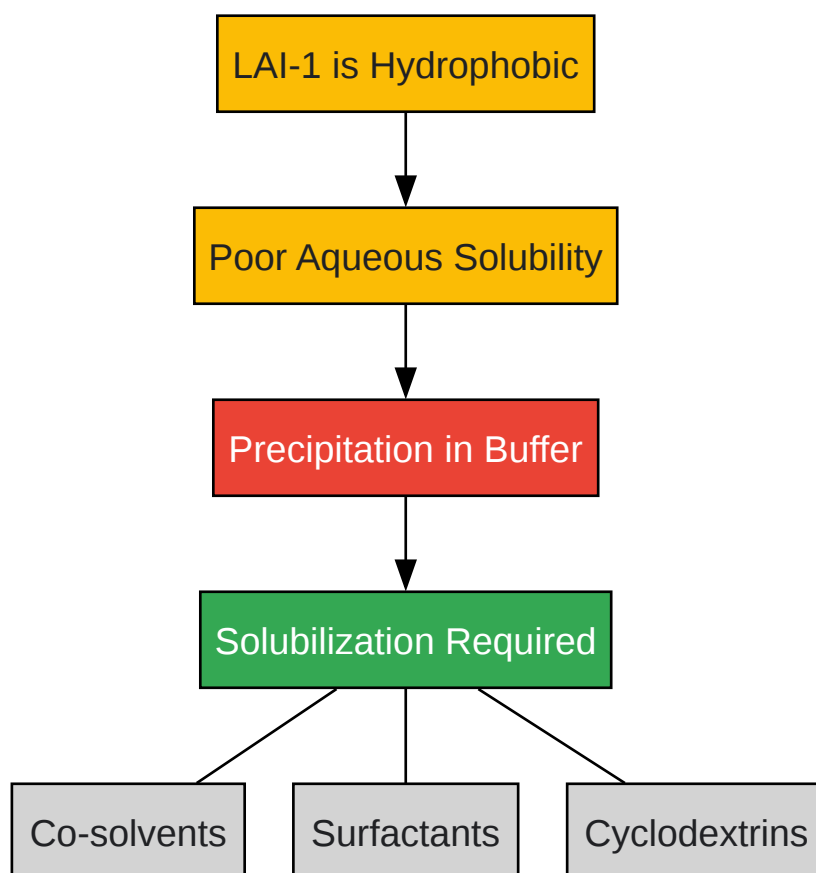 LAI-1 is Hydrophobic
Poor Aqueous Solubility
Precipitation in Buffer
Solubilization Required
Co-solvents
Surfactants
Cyclodextrins